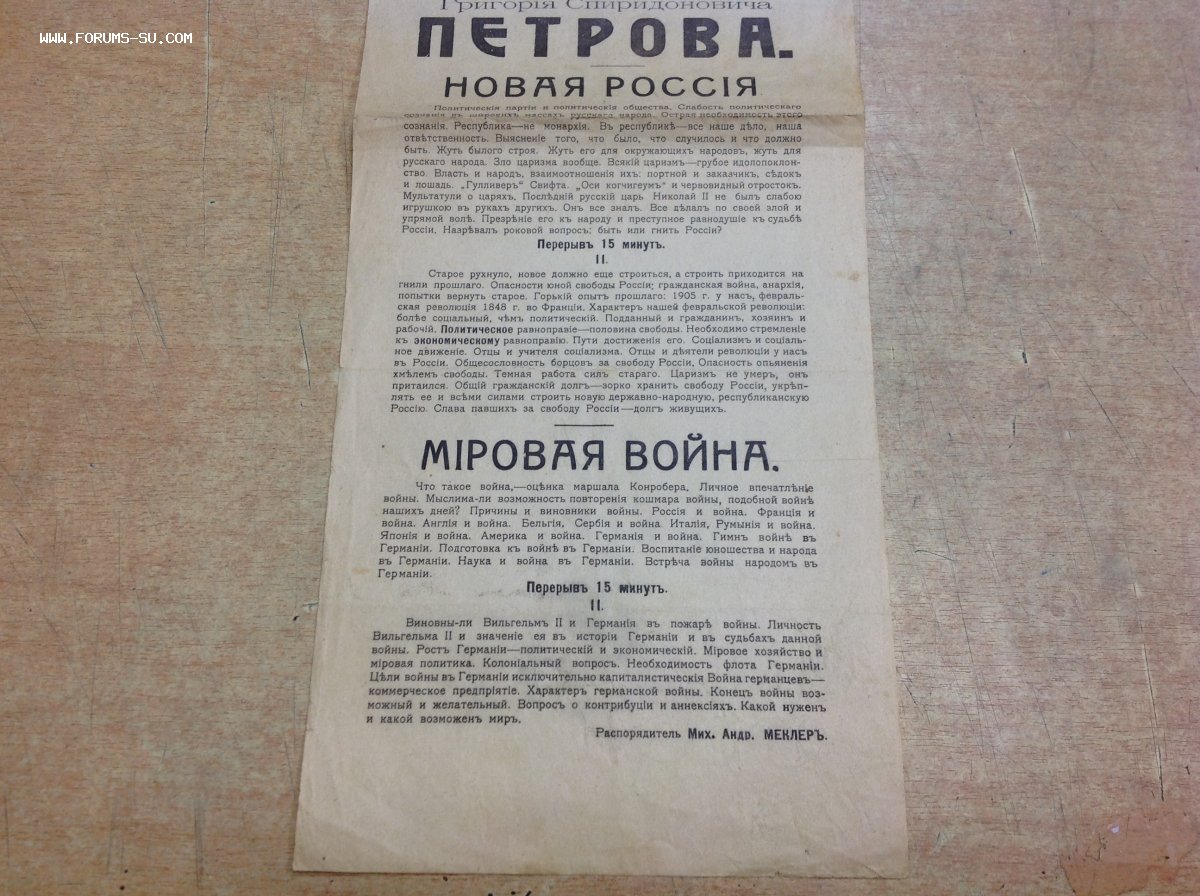 WWW.FORUMS-SU.COM
Григорія Спиридоновича
ПЕТРОВА.
НОВАЯ РОССІЯ
Политическія партіи и политическія общества. Слабость политическаго
сознанія въ широкихъ массахъ русскаго народа. Острая необходимость этого
сознанія. Республика—не монархія. Въ республикѣ—все наше дѣло, наша
отвѣтственность. Выясненіе того, что было, что случилось и что должно
быть. Жуть былого строя. Жуть его для окружающихъ народовъ, жуть для
русскаго народа. Зло царизма вообще. Всякій царизмъ—грубое идолопоклон-
ство. Власть и народъ, взаимоотношенія ихъ: портной и заказчикъ, сѣдокъ
и лошадь. „Гулливеръ“ Свифта. „Оси когчигеумъ“ и червовидный отростокъ.
Мультатули о царяхъ. Послѣдній русскій царь Николай II не былъ слабою
игрушкою въ рукахъ другихъ. Онъ все зналъ. Все дѣлалъ по своей злой и
упрямой волѣ. Презрѣніе его къ народу и преступное равнодушіе къ судьбѣ
Россіи. Назрѣвалъ роковой вопросъ: быть или гнить Россіи?
Перерывъ 15 минутъ.
II.
Старое рухнуло, новое должно еще строиться, а строить приходится на
гнили прошлаго. Опасности юной свободы Россіи; гражданская война, анархія,
попытки вернуть старое. Горькій опытъ прошлаго: 1905 г. у насъ, февраль-
ская революція 1848 г. во Франціи. Характеръ нашей февральской революціи:
болѣе соціальный, чѣмъ политическій. Подданный и гражданинъ, хозяинъ и
рабочій. Политическое равноправіе—половина свободы. Необходимо стремленіе
къ экономическому равноправію. Пути достиженія его. Соціализмъ и соціаль-
ное движеніе. Отцы и учителя соціализма. Отцы и дѣятели революціи у насъ
въ Россіи. Общесословность борцовъ за свободу Россіи. Опасность опьяненія
хмѣлемъ свободы. Темная работа силъ стараго. Царизмъ не умеръ, онъ
притаился. Общій гражданскій долгъ—зорко хранить свободу Россіи, укрѣп-
лять ее и всѣми силами строить новую державно-народную, республиканскую
Россію. Слава павшихъ за свободу Россіи—долгъ живущихъ.
МІРОВАЯ ВОЙНА.
Что такое война,—оцѣнка маршала Конробера. Личное впечатлѣніе
войны. Мыслима-ли возможность повторенія кошмара войны, подобной войнѣ
нашихъ дней? Причины и виновники войны. Россія и война. Франція и
война. Англія и война. Бельгія, Сербія и война. Италія, Румынія и война.
Японія и война. Америка и война. Германія и война. Гимнъ войнѣ въ
Германіи. Подготовка къ войнѣ въ Германіи. Воспитаніе юношества и народа
въ Германіи. Наука и война въ Германіи. Встрѣча войны народомъ въ
Германіи.
Перерывъ 15 минутъ.
II.
Виновны-ли Вильгельмъ II и Германія въ пожарѣ войны. Личность
Вильгельма II и значеніе ея въ исторіи Германіи и въ судьбахъ данной
войны. Ростъ Германіи—политическій и экономическій. Міровое хозяйство и
міровая политика. Колоніальный вопросъ. Необходимость флота Германіи.
Цѣли войны въ Германіи исключительно капиталистическія Война германцевъ—
коммерческое предпріятіе. Характеръ германской войны. Конецъ войны воз-
можный и желательный. Вопросъ о контрибуціи и аннексіяхъ. Какой нуженъ
и какой возможенъ миръ.
Распорядитель Мих. Андр. МЕКЛЕРЪ.